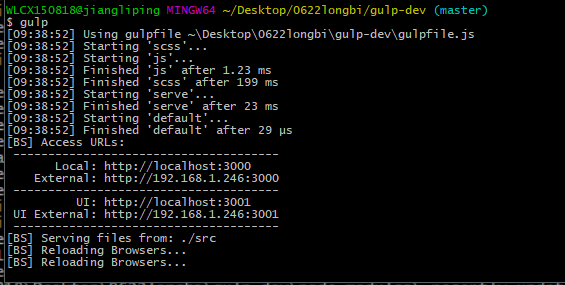 WLCX150818@jiangliping MINGW64 ~/Desktop/0622longbi/gulp-dev (master)
$ gulp
[09:38:52] Using gulpfile ~\Desktop\0622longbi\gulp-dev\gulpfile.js
[09:38:52] Starting 'scss'...
[09:38:52] Starting 'js'...
[09:38:52] Finished 'js' after 1.23 ms
[09:38:52] Finished 'scss' after 199 ms
[09:38:52] Starting 'serve'...
[09:38:52] Finished 'serve' after 23 ms
[09:38:52] Starting 'default'...
[09:38:52] Finished 'default' after 29 μs
[BS] Access URLs:
--------------------------------------
Local: http://localhost:3000
External: http://192.168.1.246:3000
--------------------------------------
UI: http://localhost:3001
UI External: http://192.168.1.246:3001
--------------------------------------
[BS] Serving files from: ./src
[BS] Reloading Browsers...
[BS] Reloading Browsers...